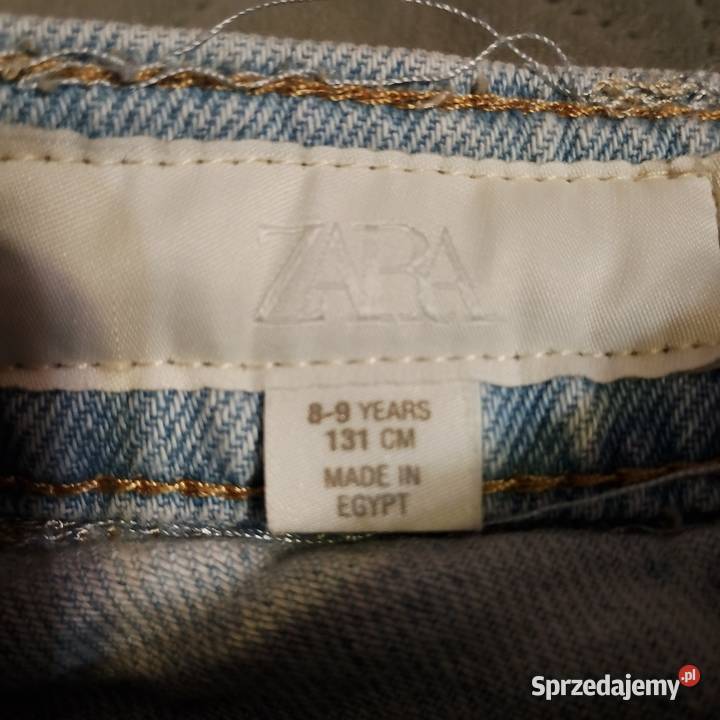 ZARA
8-9 YEARS
131 CM
MADE IN
EGYPT
Sprzedajemy.pl